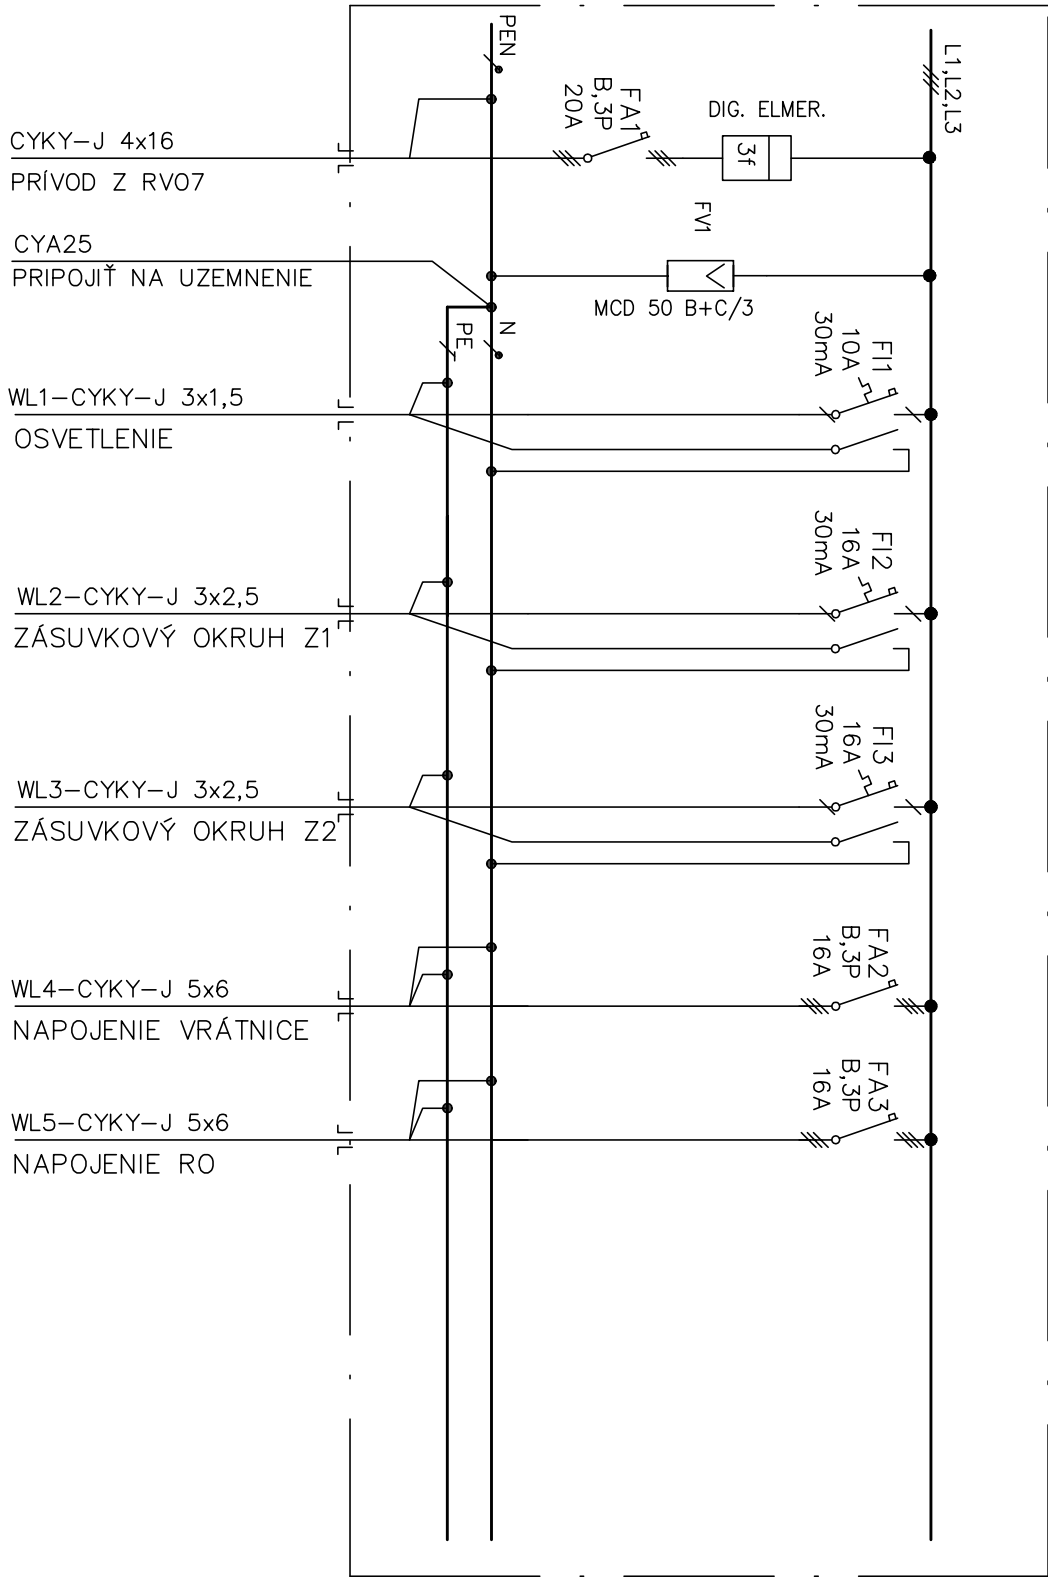 PEN
L1,L2,L3
FA1
B,3P
20A
DIG. ELMER.
3f
CYKY-J 4x16
PRÍVOD Z RVO7
FV1
CYA25
PRIPOJIŤ NA UZEMNENIE
MCD 50 B+C/3
N
PE
FI1
10A
30mA
WL1-CYKY-J 3x1,5
OSVETLENIE
FI2
16A
30mA
WL2-CYKY-J 3x2,5
ZÁSUVKOVÝ OKRUH Z1
FI3
16A
30mA
WL3-CYKY-J 3x2,5
ZÁSUVKOVÝ OKRUH Z2
FA2
B,3P
16A
WL4-CYKY-J 5x6
NAPOJENIE VRÁTNICE
FA3
B,3P
16A
WL5-CYKY-J 5x6
NAPOJENIE RO